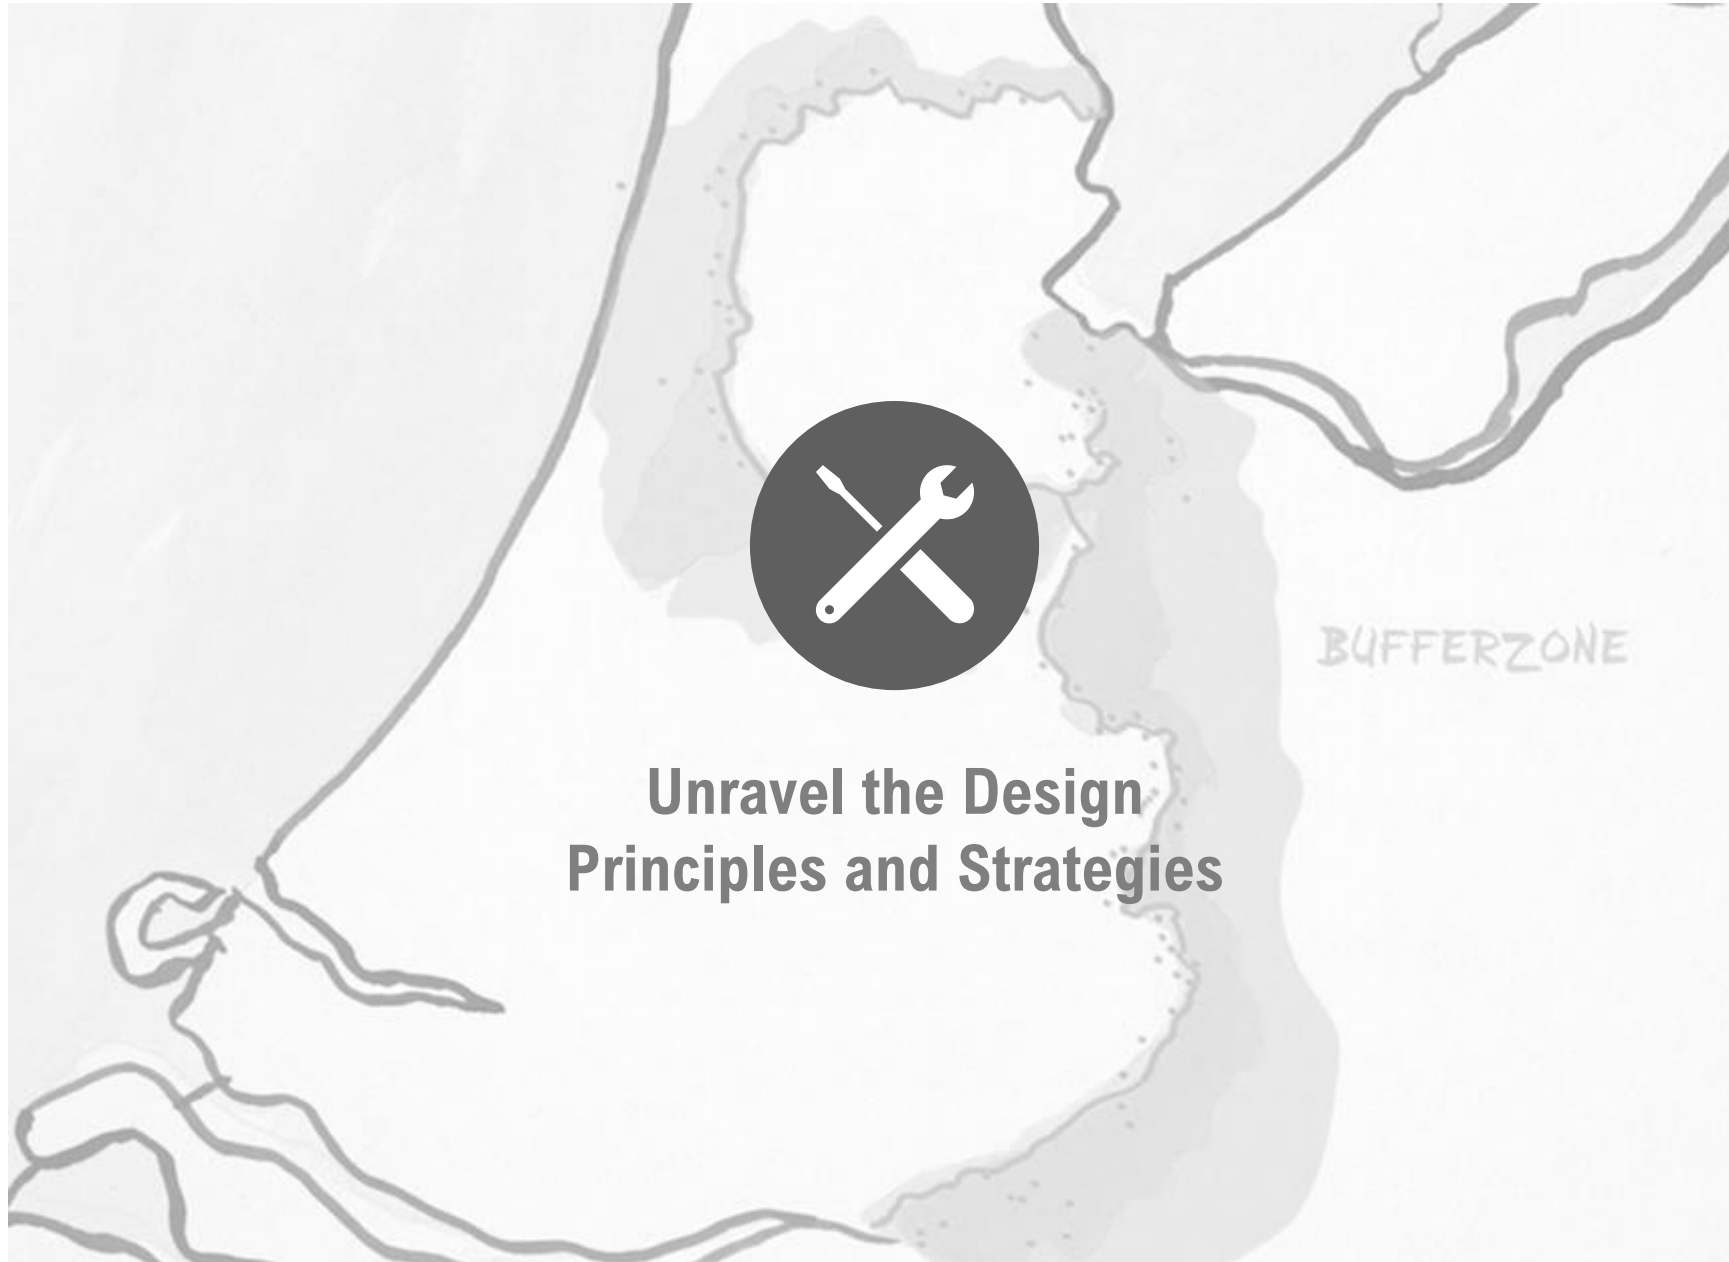 BUFFERZONE
Unravel the Design
Principles and Strategies